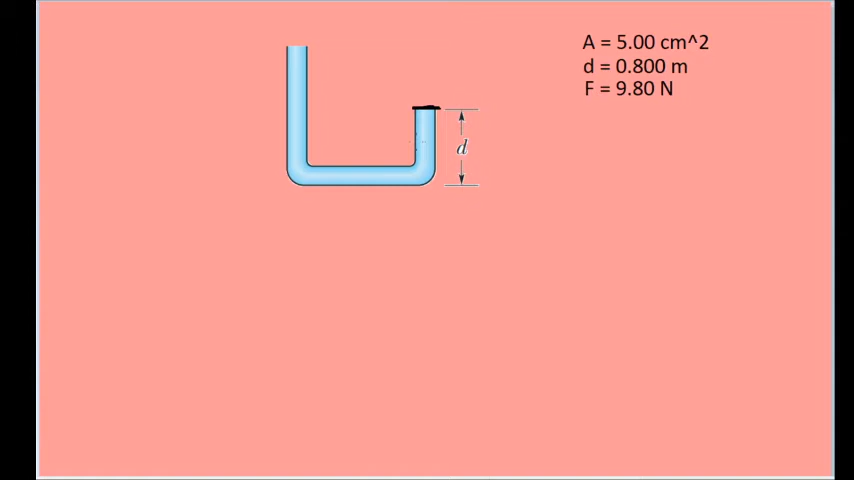 A = 5.00 cm^2
d = 0.800 m
F = 9.80 N
d